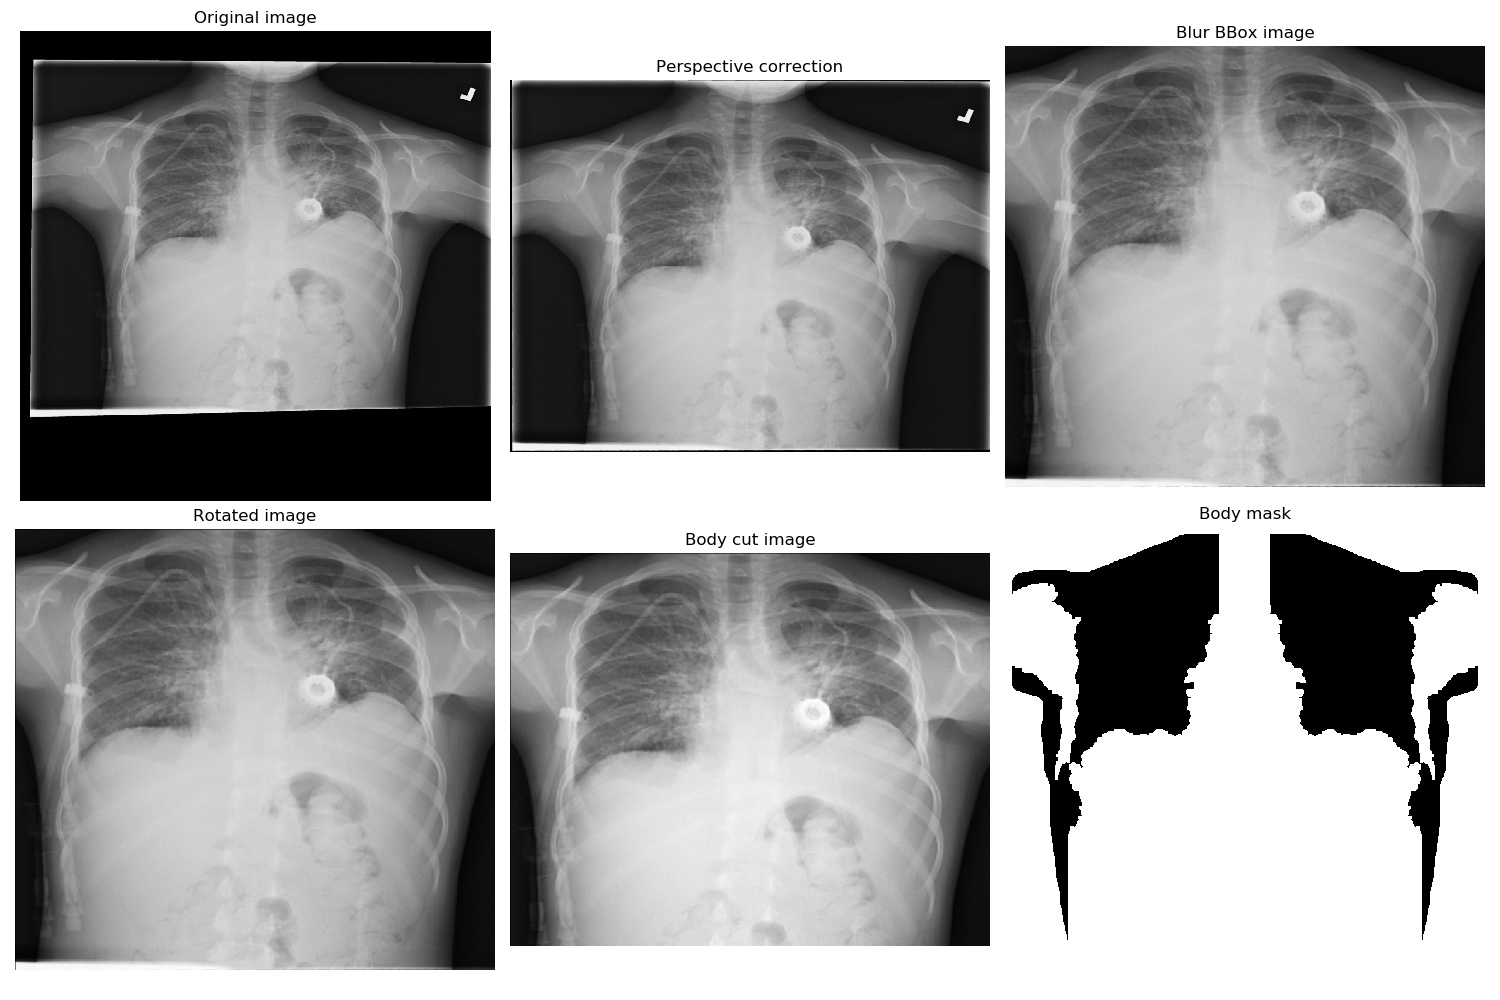 Original image
Perspective correction
Blur BBox image
Rotated image
Body cut image
Body mask